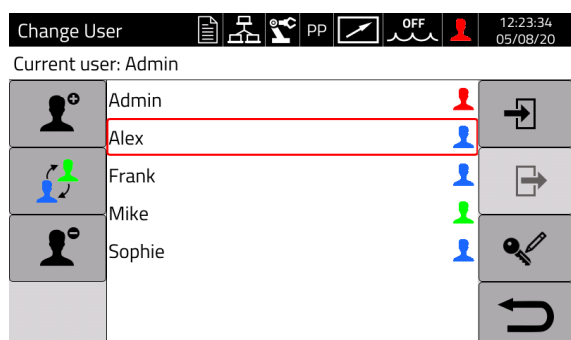 Change User PP OFF 12:23:34
05/08/20
Current user: Admin
Admin
Alex
Frank
Mike
Sophie